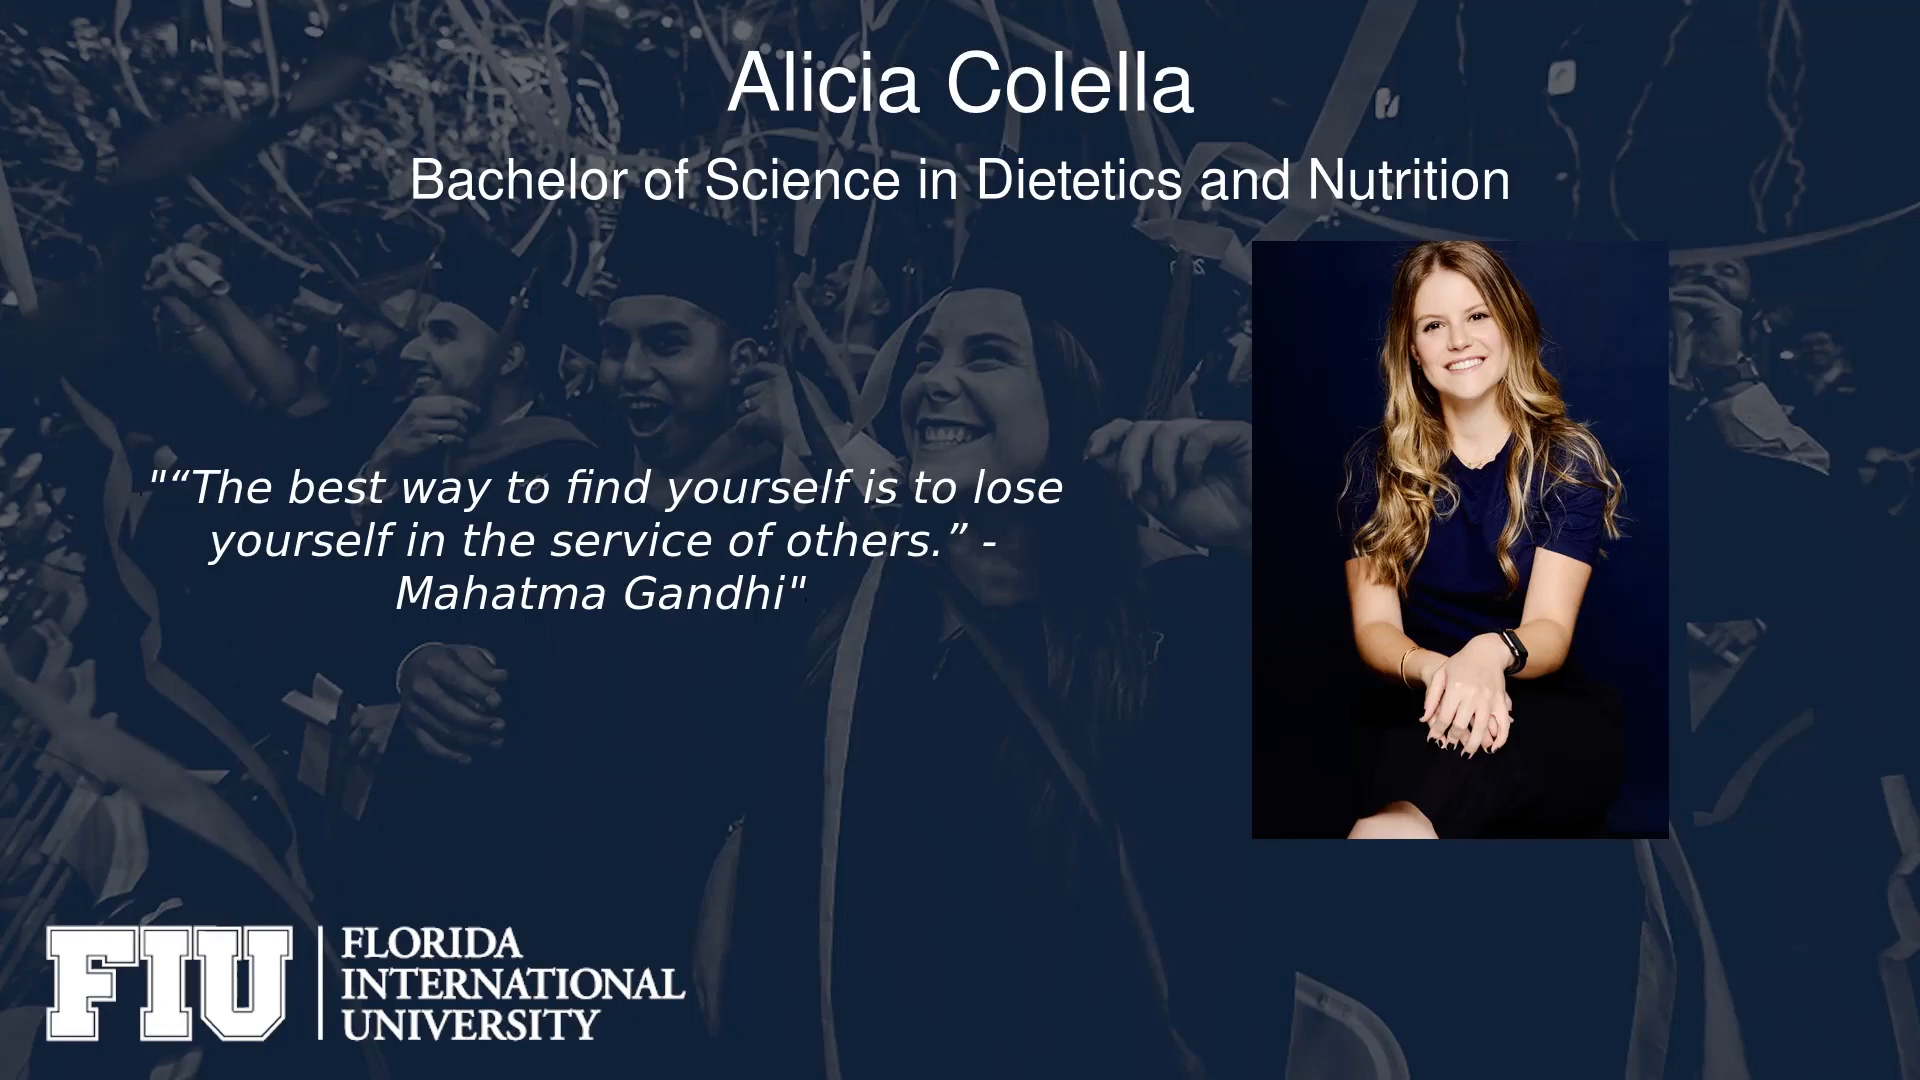 Alicia Colella
Bachelor of Science in Dietetics and Nutrition
"“The best way to find yourself is to lose
yourself in the service of others.” -
Mahatma Gandhi"
FIU
FLORIDA
INTERNATIONAL
UNIVERSITY